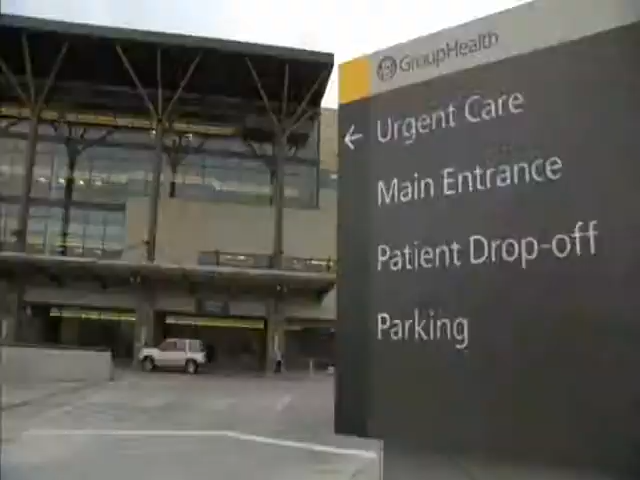 GroupHealth
← Urgent Care
Main Entrance
Patient Drop-off
Parking